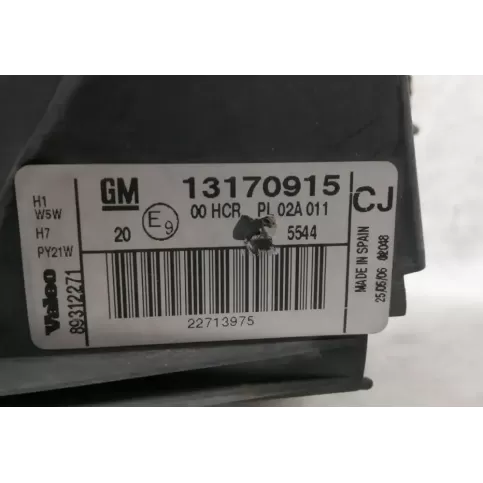 H1
W5W
H7
PY21W
Valeo
89312271
GM 13170915 CJ
00 HCR PL 02A 011
20 E9 5544
22713975
MADE IN SPAIN
25/05/06